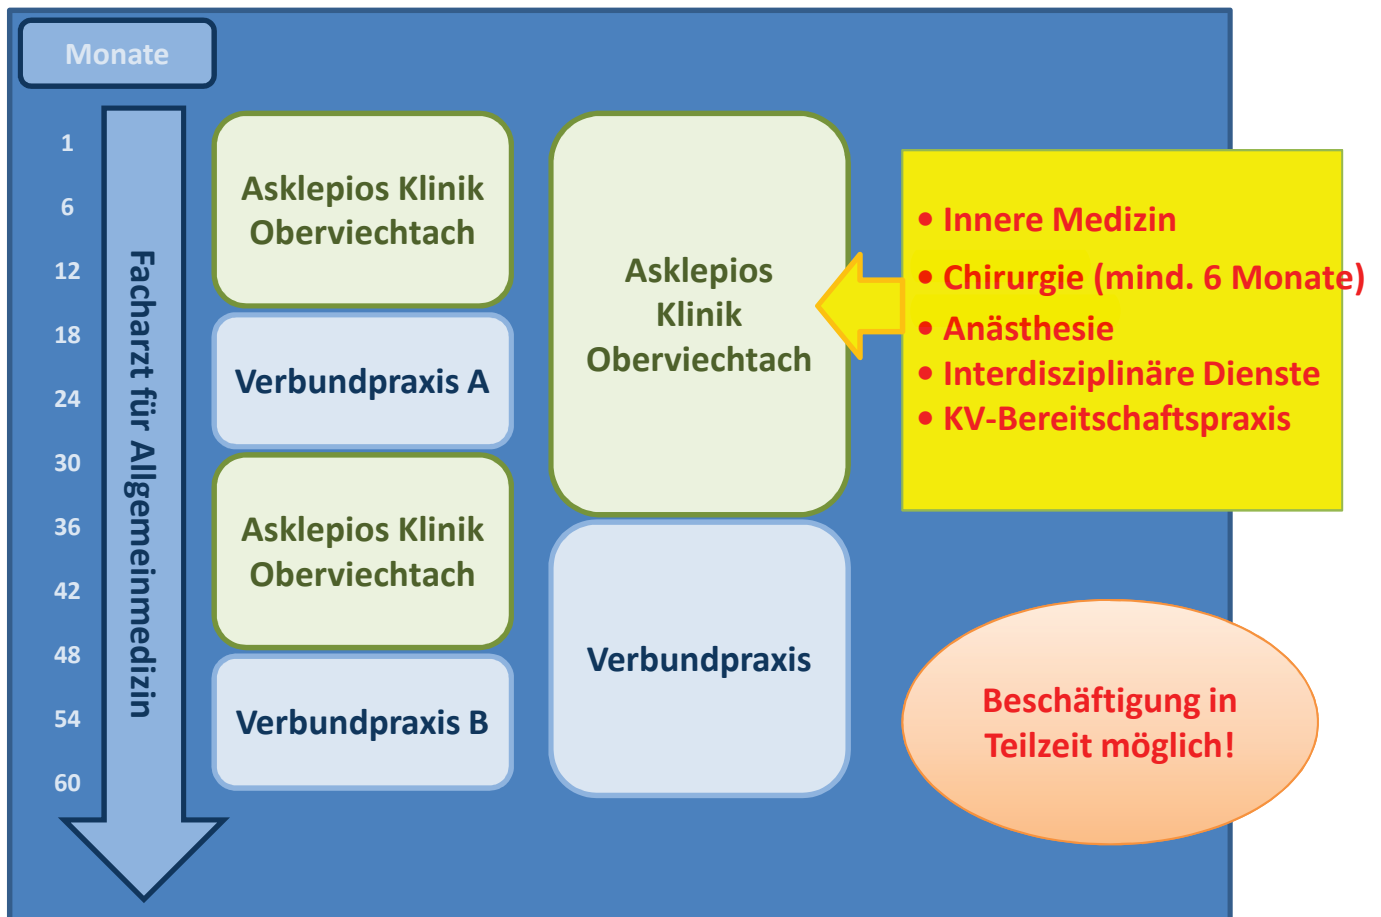 Monate
1
6
12
18
24
30
36
42
48
54
60
Facharzt für Allgemeinmedizin
Asklepios Klinik
Oberviechtach
Verbundpraxis A
Asklepios Klinik
Oberviechtach
Verbundpraxis B
Asklepios
Klinik
Oberviechtach
Verbundpraxis
• Innere Medizin
• Chirurgie (mind. 6 Monate)
• Anästhesie
• Interdisziplinäre Dienste
• KV-Bereitschaftspraxis
Beschäftigung in
Teilzeit möglich!